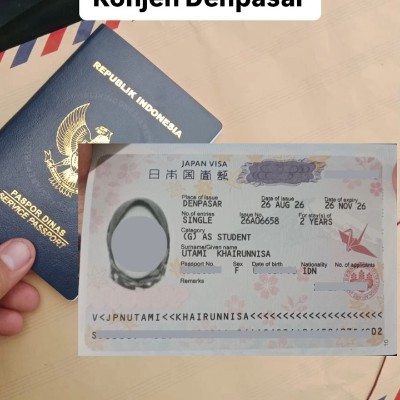 Konjen Denpasar
REPUBLIK INDONESIA
PASPOR DINAS
SERVICE PASSPORT
JAPAN VISA
日本国査証
Place of issue
DENPASAR
Date of issue
26 AUG 26
Date of expiry
26 NOV 26
No. of entries
SINGLE
Issue No.
26A06658
For stay(s) of
2 YEARS
Category
(G) AS STUDENT
Surname/Given name
UTAMI KHAIRUNNISA
Passport No.
Sex
F
Date of birth
Nationality
IDN
No. of applicants
Remarks
V<JPNUTAMI<<KHAIRUNNISA<<<<<<<<<<<<<<<<<<<<<